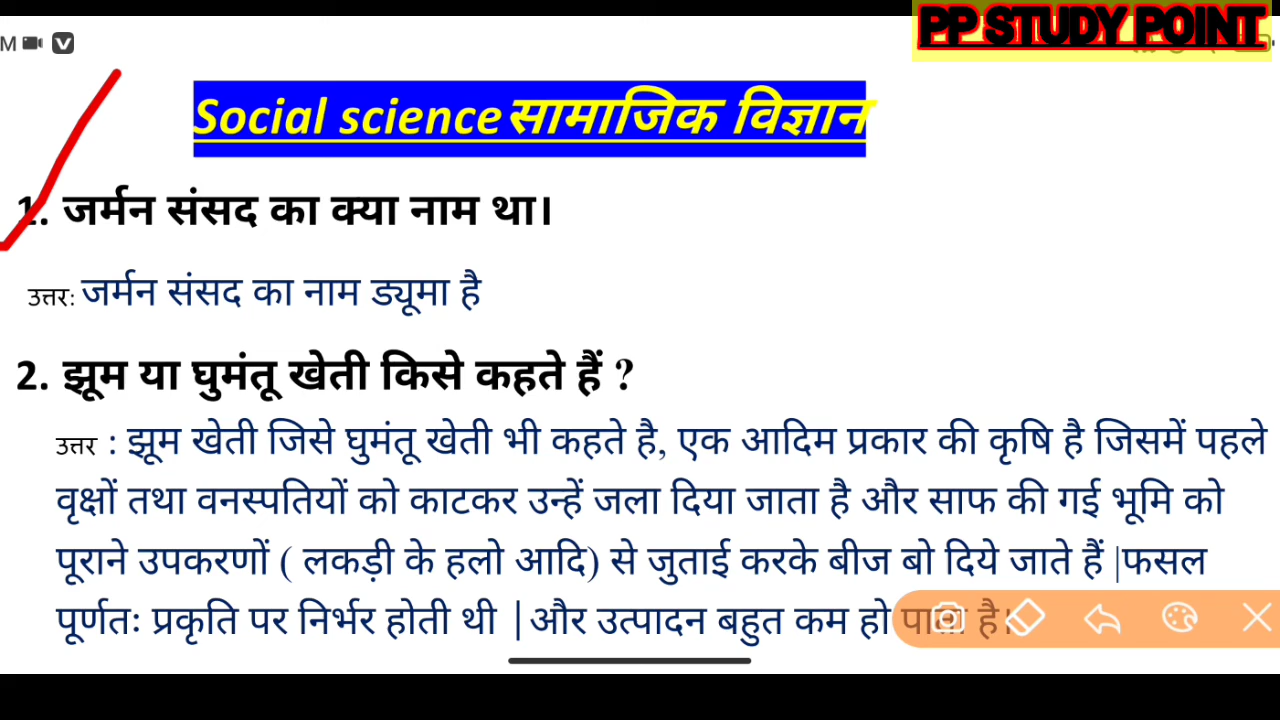 PP STUDY POINT
M V
Social science सामाजिक विज्ञान
1. जर्मन संसद का क्या नाम था।
उत्तर: जर्मन संसद का नाम ड्यूमा है
2. झूम या घुमंतू खेती किसे कहते हैं ?
उत्तर : झूम खेती जिसे घुमंतू खेती भी कहते है, एक आदिम प्रकार की कृषि है जिसमें पहले
वृक्षों तथा वनस्पतियों को काटकर उन्हें जला दिया जाता है और साफ की गई भूमि को
पूराने उपकरणों ( लकड़ी के हलो आदि) से जुताई करके बीज बो दिये जाते हैं |फसल
पूर्णतः प्रकृति पर निर्भर होती थी | और उत्पादन बहुत कम हो पाता है।